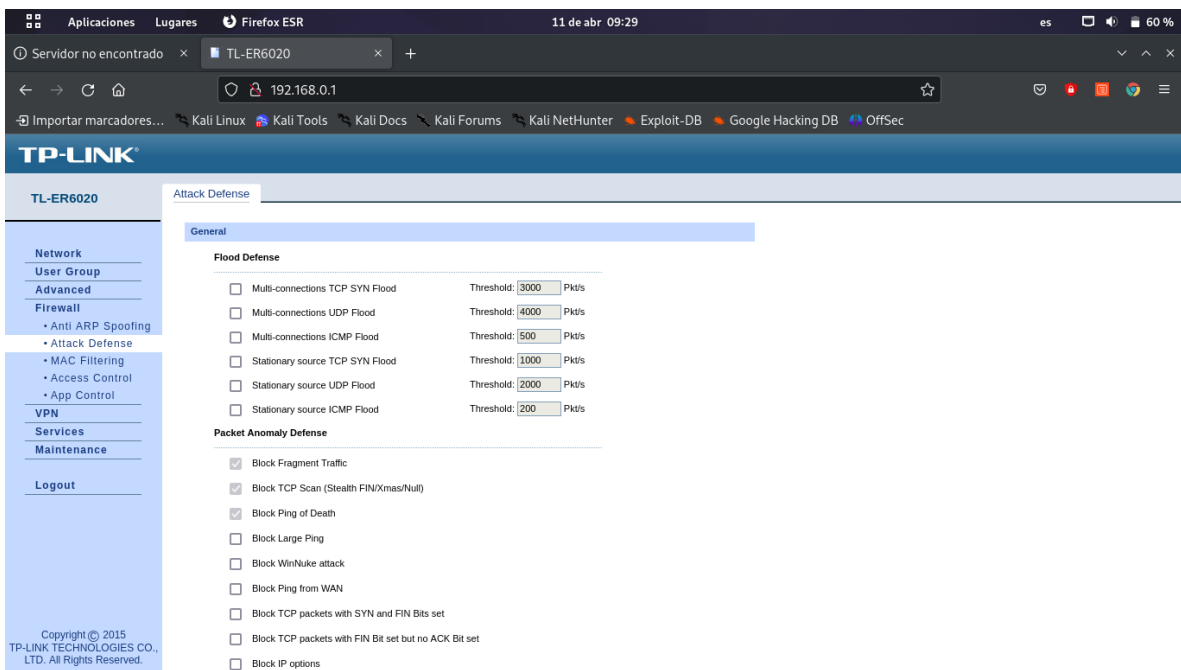 Aplicaciones Lugares Firefox ESR 11 de abr 09:29 es 60 %
Servidor no encontrado × TL-ER6020 × +
192.168.0.1
Importar marcadores... Kali Linux Kali Tools Kali Docs Kali Forums Kali NetHunter Exploit-DB Google Hacking DB OffSec
TP-LINK®
TL-ER6020
Attack Defense
Network
User Group
Advanced
Firewall
• Anti ARP Spoofing
• Attack Defense
• MAC Filtering
• Access Control
• App Control
VPN
Services
Maintenance
Logout
Copyright © 2015
TP-LINK TECHNOLOGIES CO.,
LTD. All Rights Reserved.
General
Flood Defense
Multi-connections TCP SYN Flood Threshold: 3000 Pkt/s
Multi-connections UDP Flood Threshold: 4000 Pkt/s
Multi-connections ICMP Flood Threshold: 500 Pkt/s
Stationary source TCP SYN Flood Threshold: 1000 Pkt/s
Stationary source UDP Flood Threshold: 2000 Pkt/s
Stationary source ICMP Flood Threshold: 200 Pkt/s
Packet Anomaly Defense
Block Fragment Traffic
Block TCP Scan (Stealth FIN/Xmas/Null)
Block Ping of Death
Block Large Ping
Block WinNuke attack
Block Ping from WAN
Block TCP packets with SYN and FIN Bits set
Block TCP packets with FIN Bit set but no ACK Bit set
Block IP options